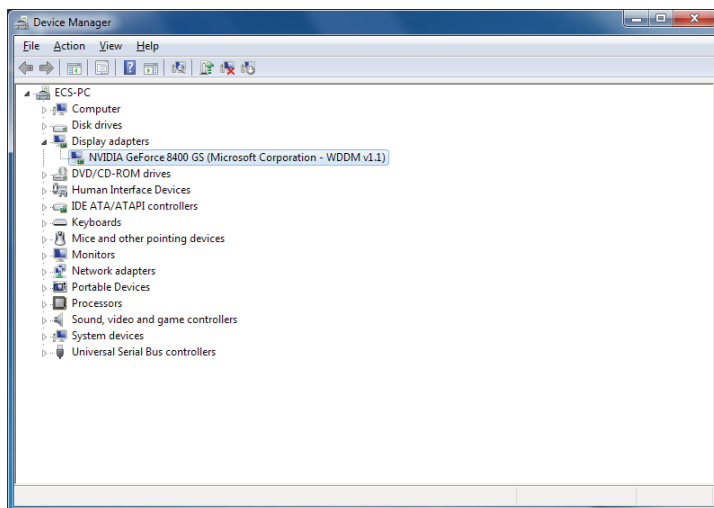 Device Manager
File Action View Help
ECS-PC
Computer
Disk drives
Display adapters
NVIDIA GeForce 8400 GS (Microsoft Corporation - WDDM v1.1)
DVD/CD-ROM drives
Human Interface Devices
IDE ATA/ATAPI controllers
Keyboards
Mice and other pointing devices
Monitors
Network adapters
Portable Devices
Processors
Sound, video and game controllers
System devices
Universal Serial Bus controllers